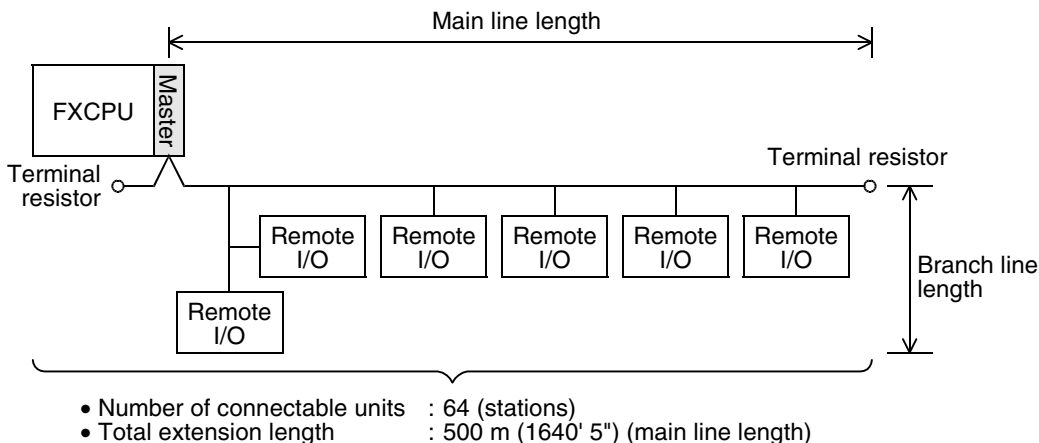 Main line length
FXCPU
Master
Terminal
resistor
Terminal resistor
Remote
I/O
Remote
I/O
Remote
I/O
Remote
I/O
Remote
I/O
Remote
I/O
Branch line
length
• Number of connectable units : 64 (stations)
• Total extension length : 500 m (1640' 5") (main line length)